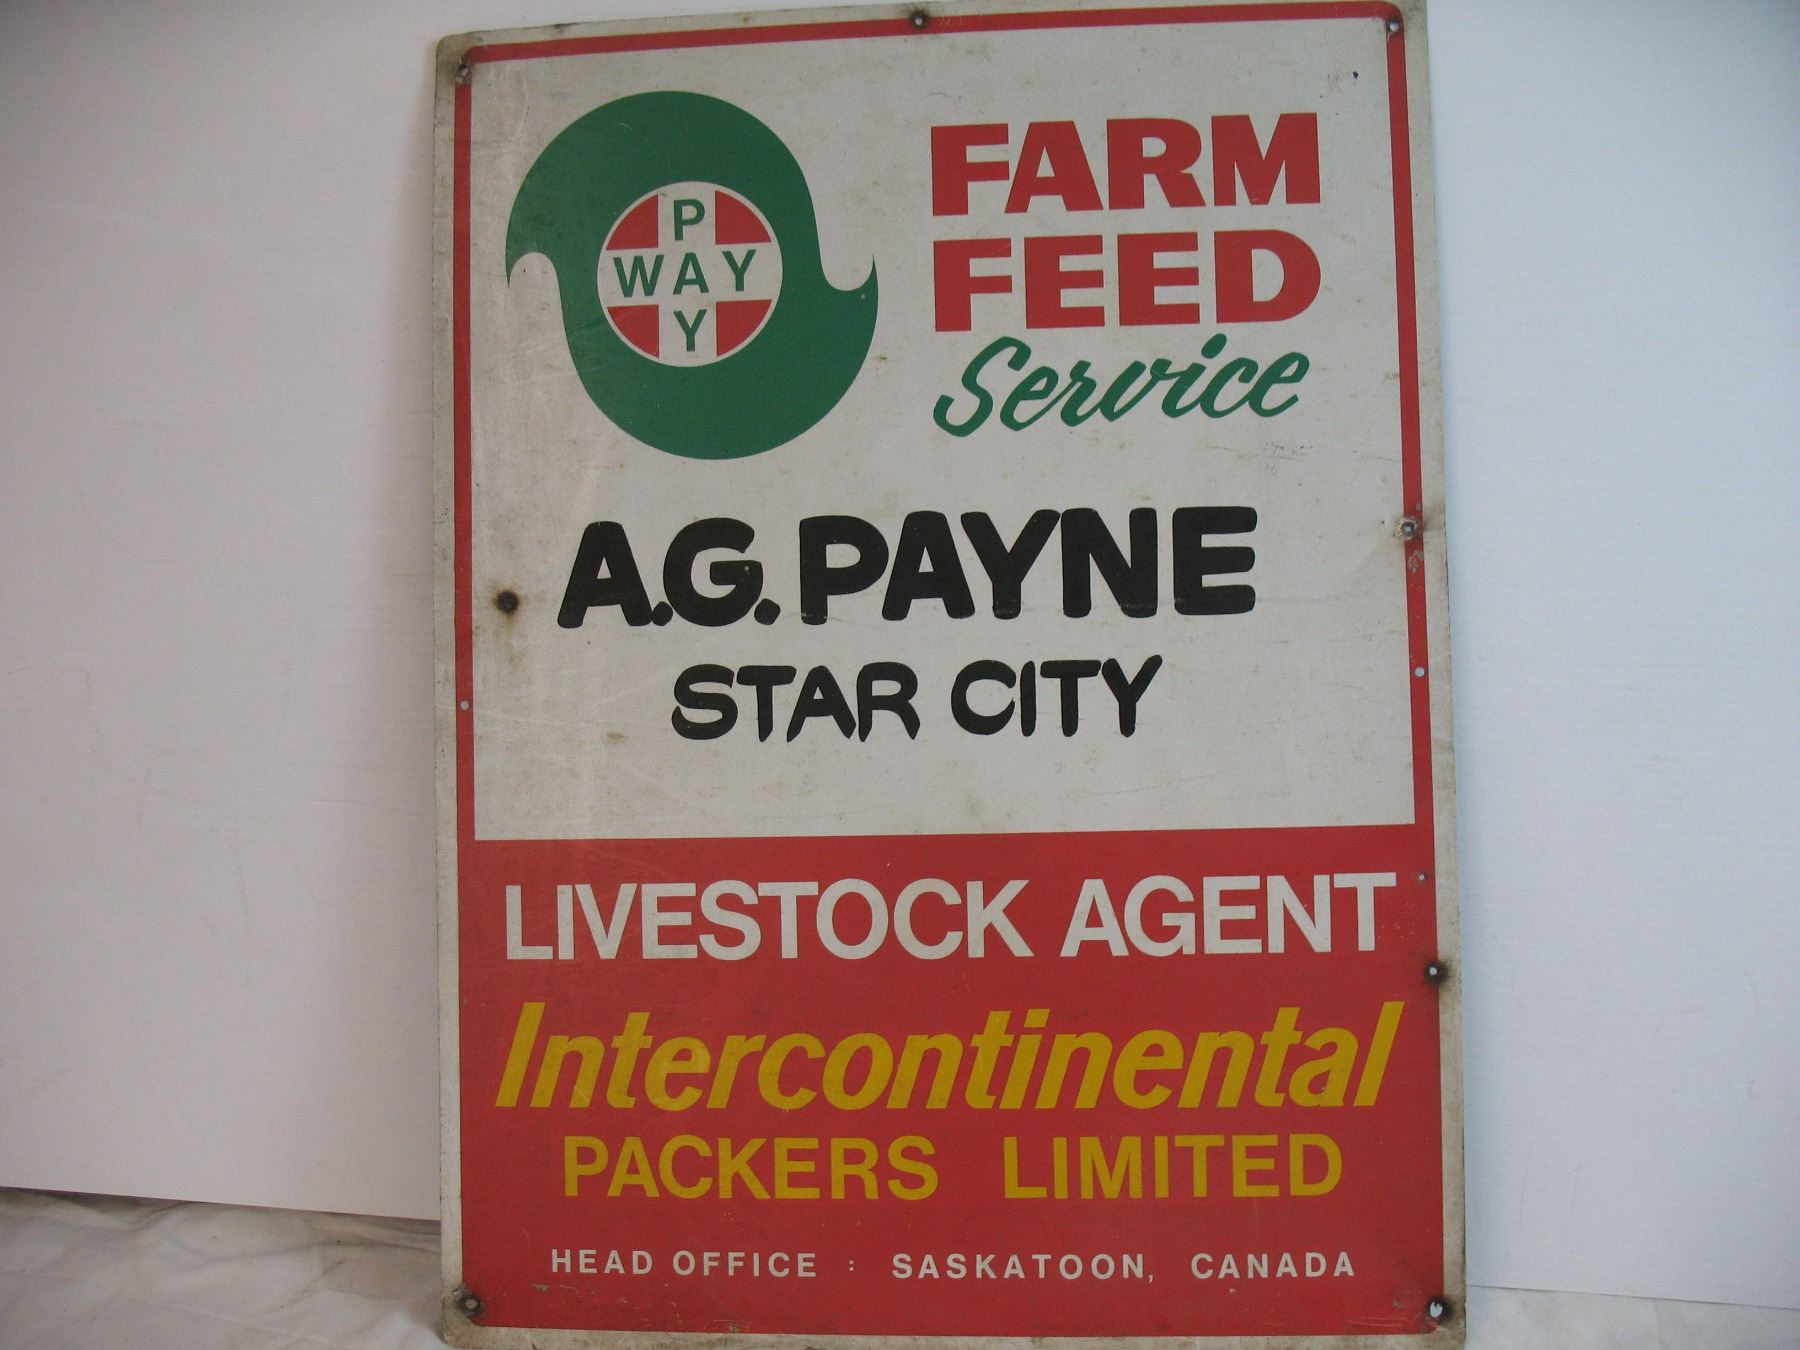 P
WAY
Y
FARM
FEED
Service
A.G. PAYNE
STAR CITY
LIVESTOCK AGENT
Intercontinental
PACKERS LIMITED
HEAD OFFICE : SASKATOON, CANADA